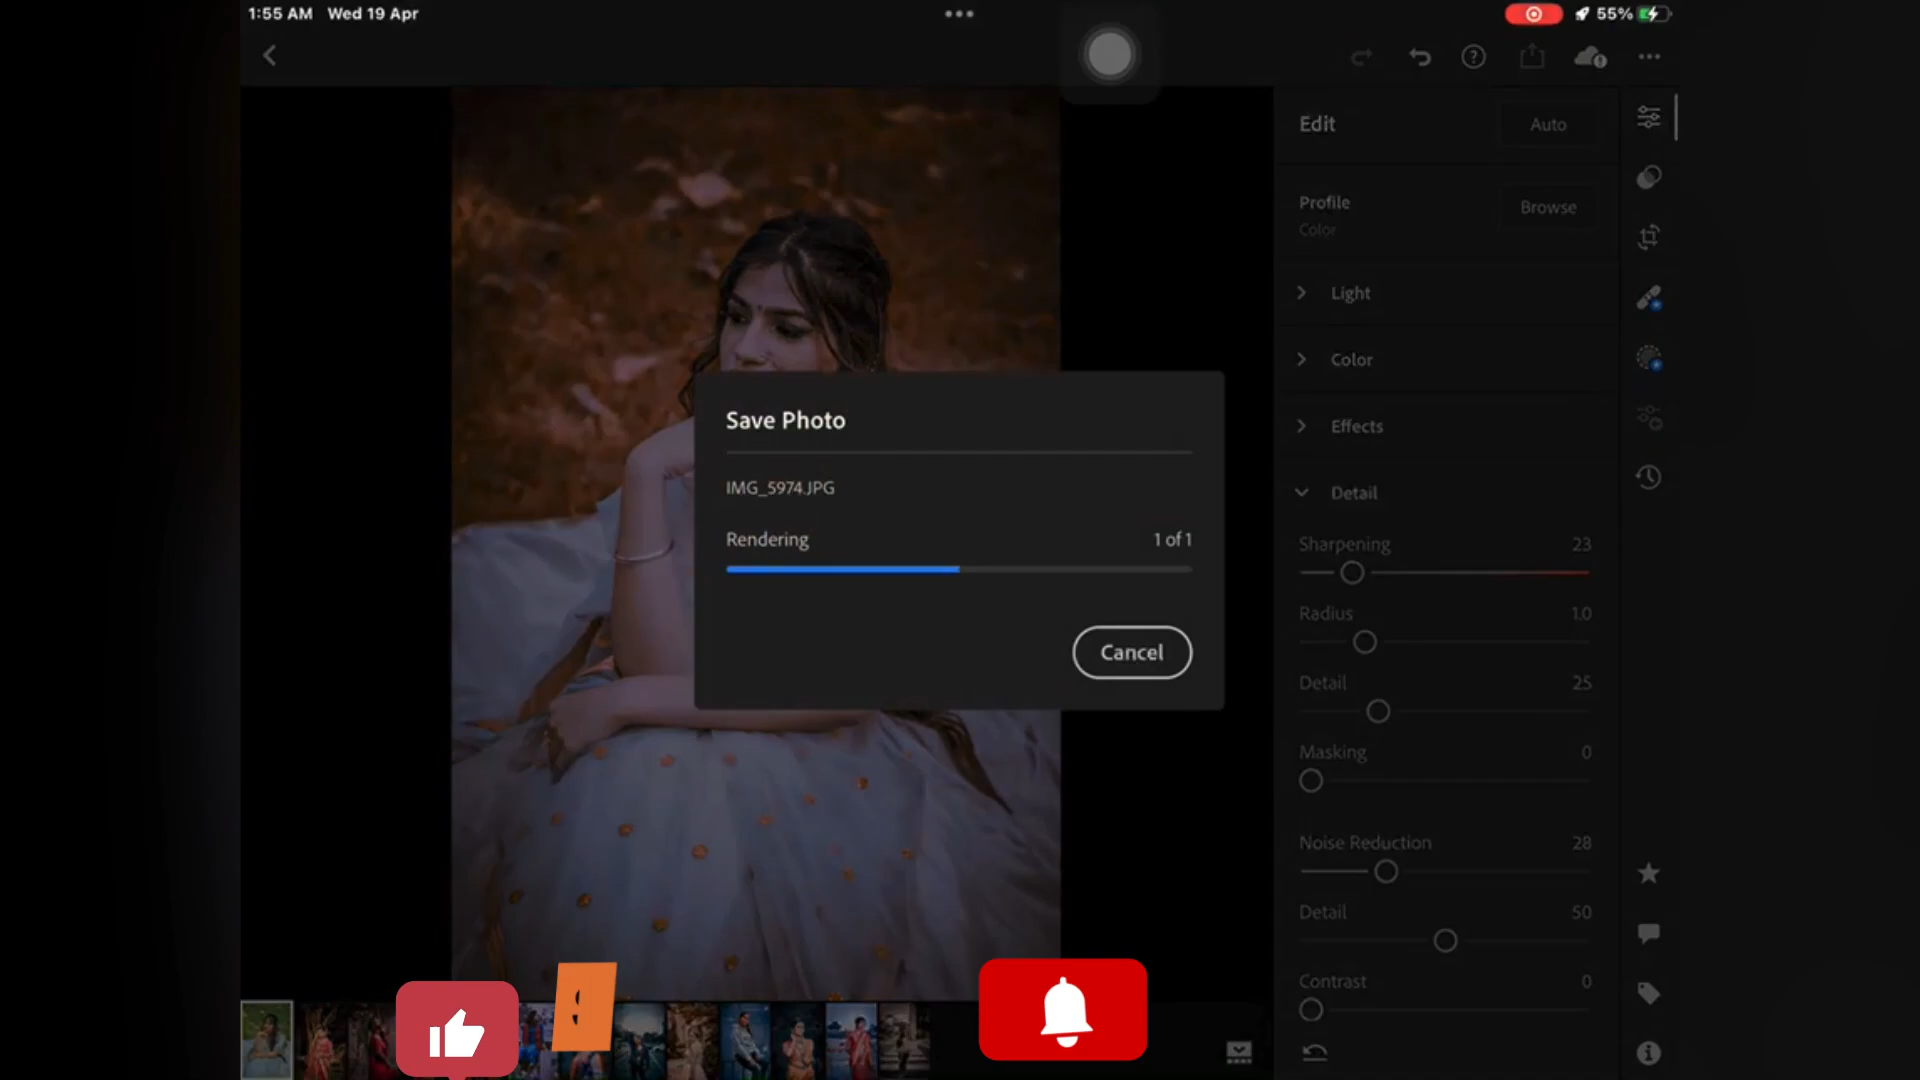 1:55 AM Wed 19 Apr
55%
Edit
Auto
Profile
Browse
Color
Light
Color
Effects
Detail
Sharpening 23
Radius 1.0
Detail 25
Masking 0
Noise Reduction 28
Detail 50
Contrast 0
Save Photo
IMG_5974.JPG
Rendering 1 of 1
Cancel